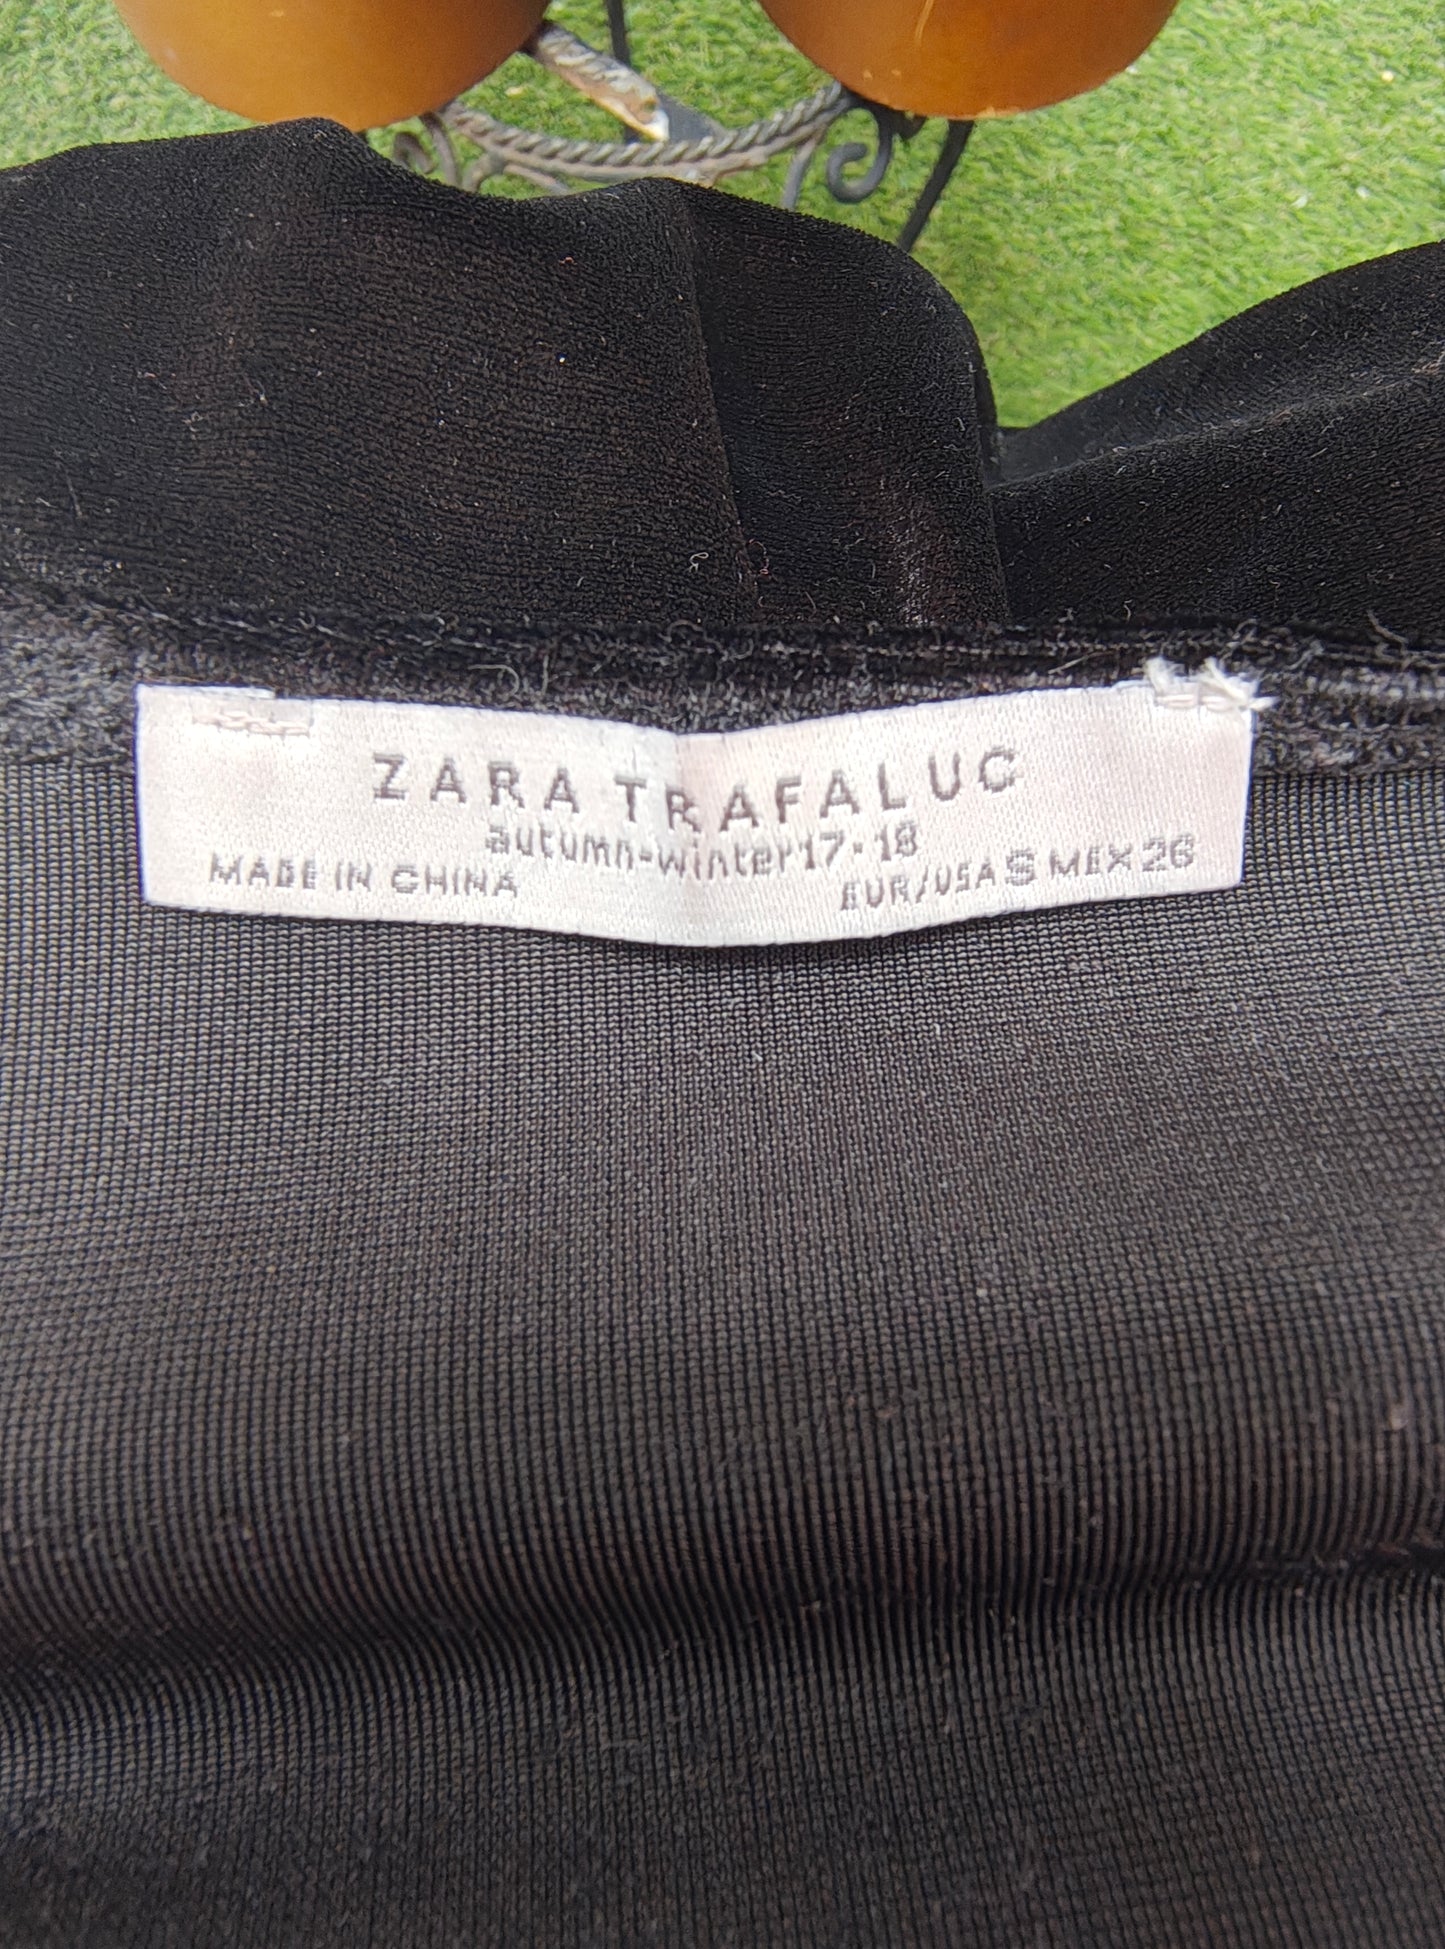 ZARA TRAFALUC
autumn-winter'17·18
MADE IN CHINA
EUR/USA S MEX 26